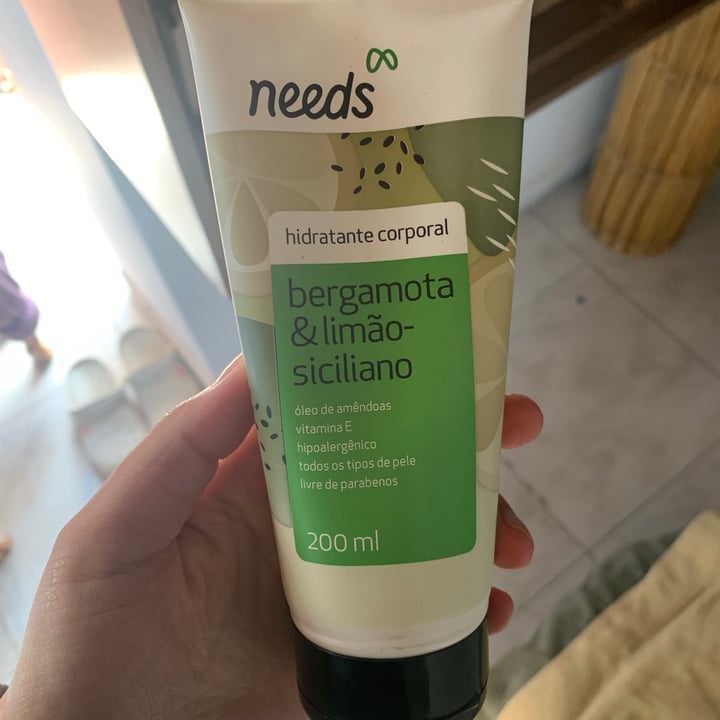 needs
hidratante corporal
bergamota
& limão-
siciliano
óleo de amêndoas
vitamina E
hipoalergênico
todos os tipos de pele
livre de parabenos
200 ml